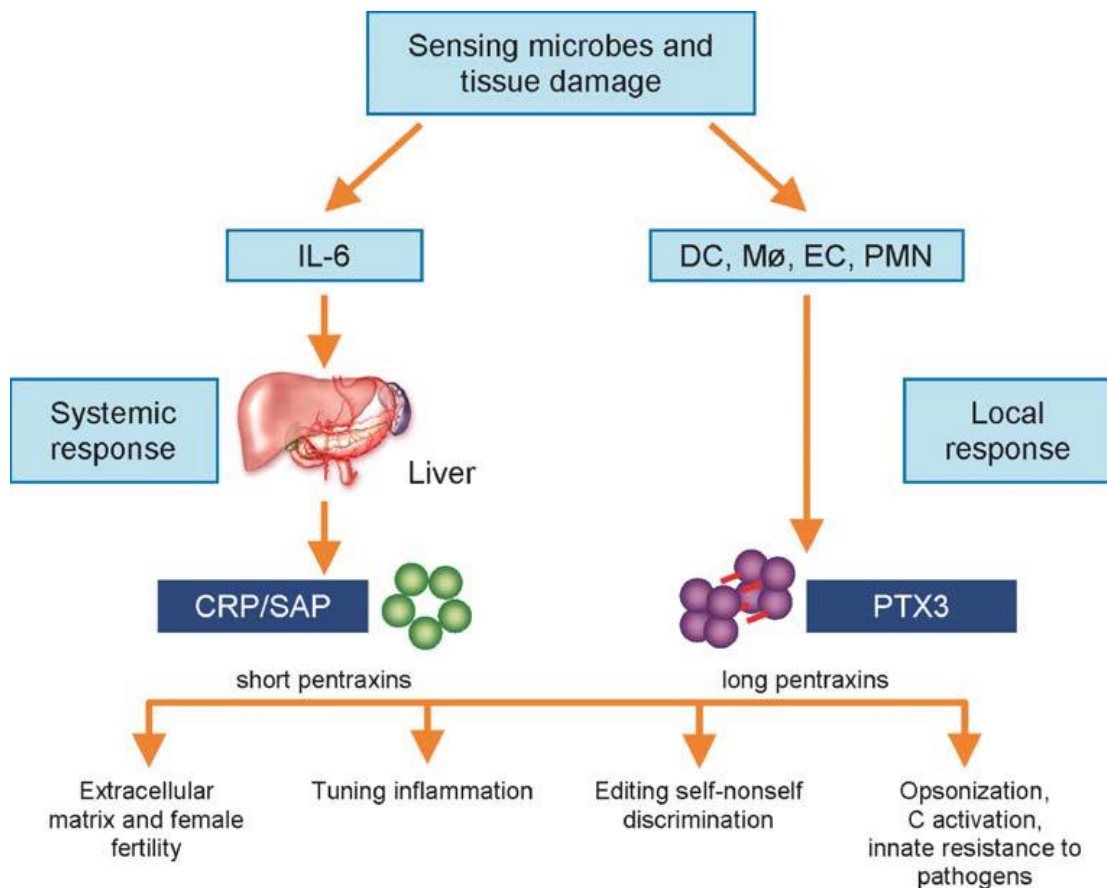 Sensing microbes and
tissue damage
IL-6
DC, Mø, EC, PMN
Systemic
response
Liver
Local
response
CRP/SAP
PTX3
short pentraxins
long pentraxins
Extracellular
matrix and female
fertility
Tuning inflammation
Editing self-nonself
discrimination
Opsonization,
C activation,
innate resistance to
pathogens